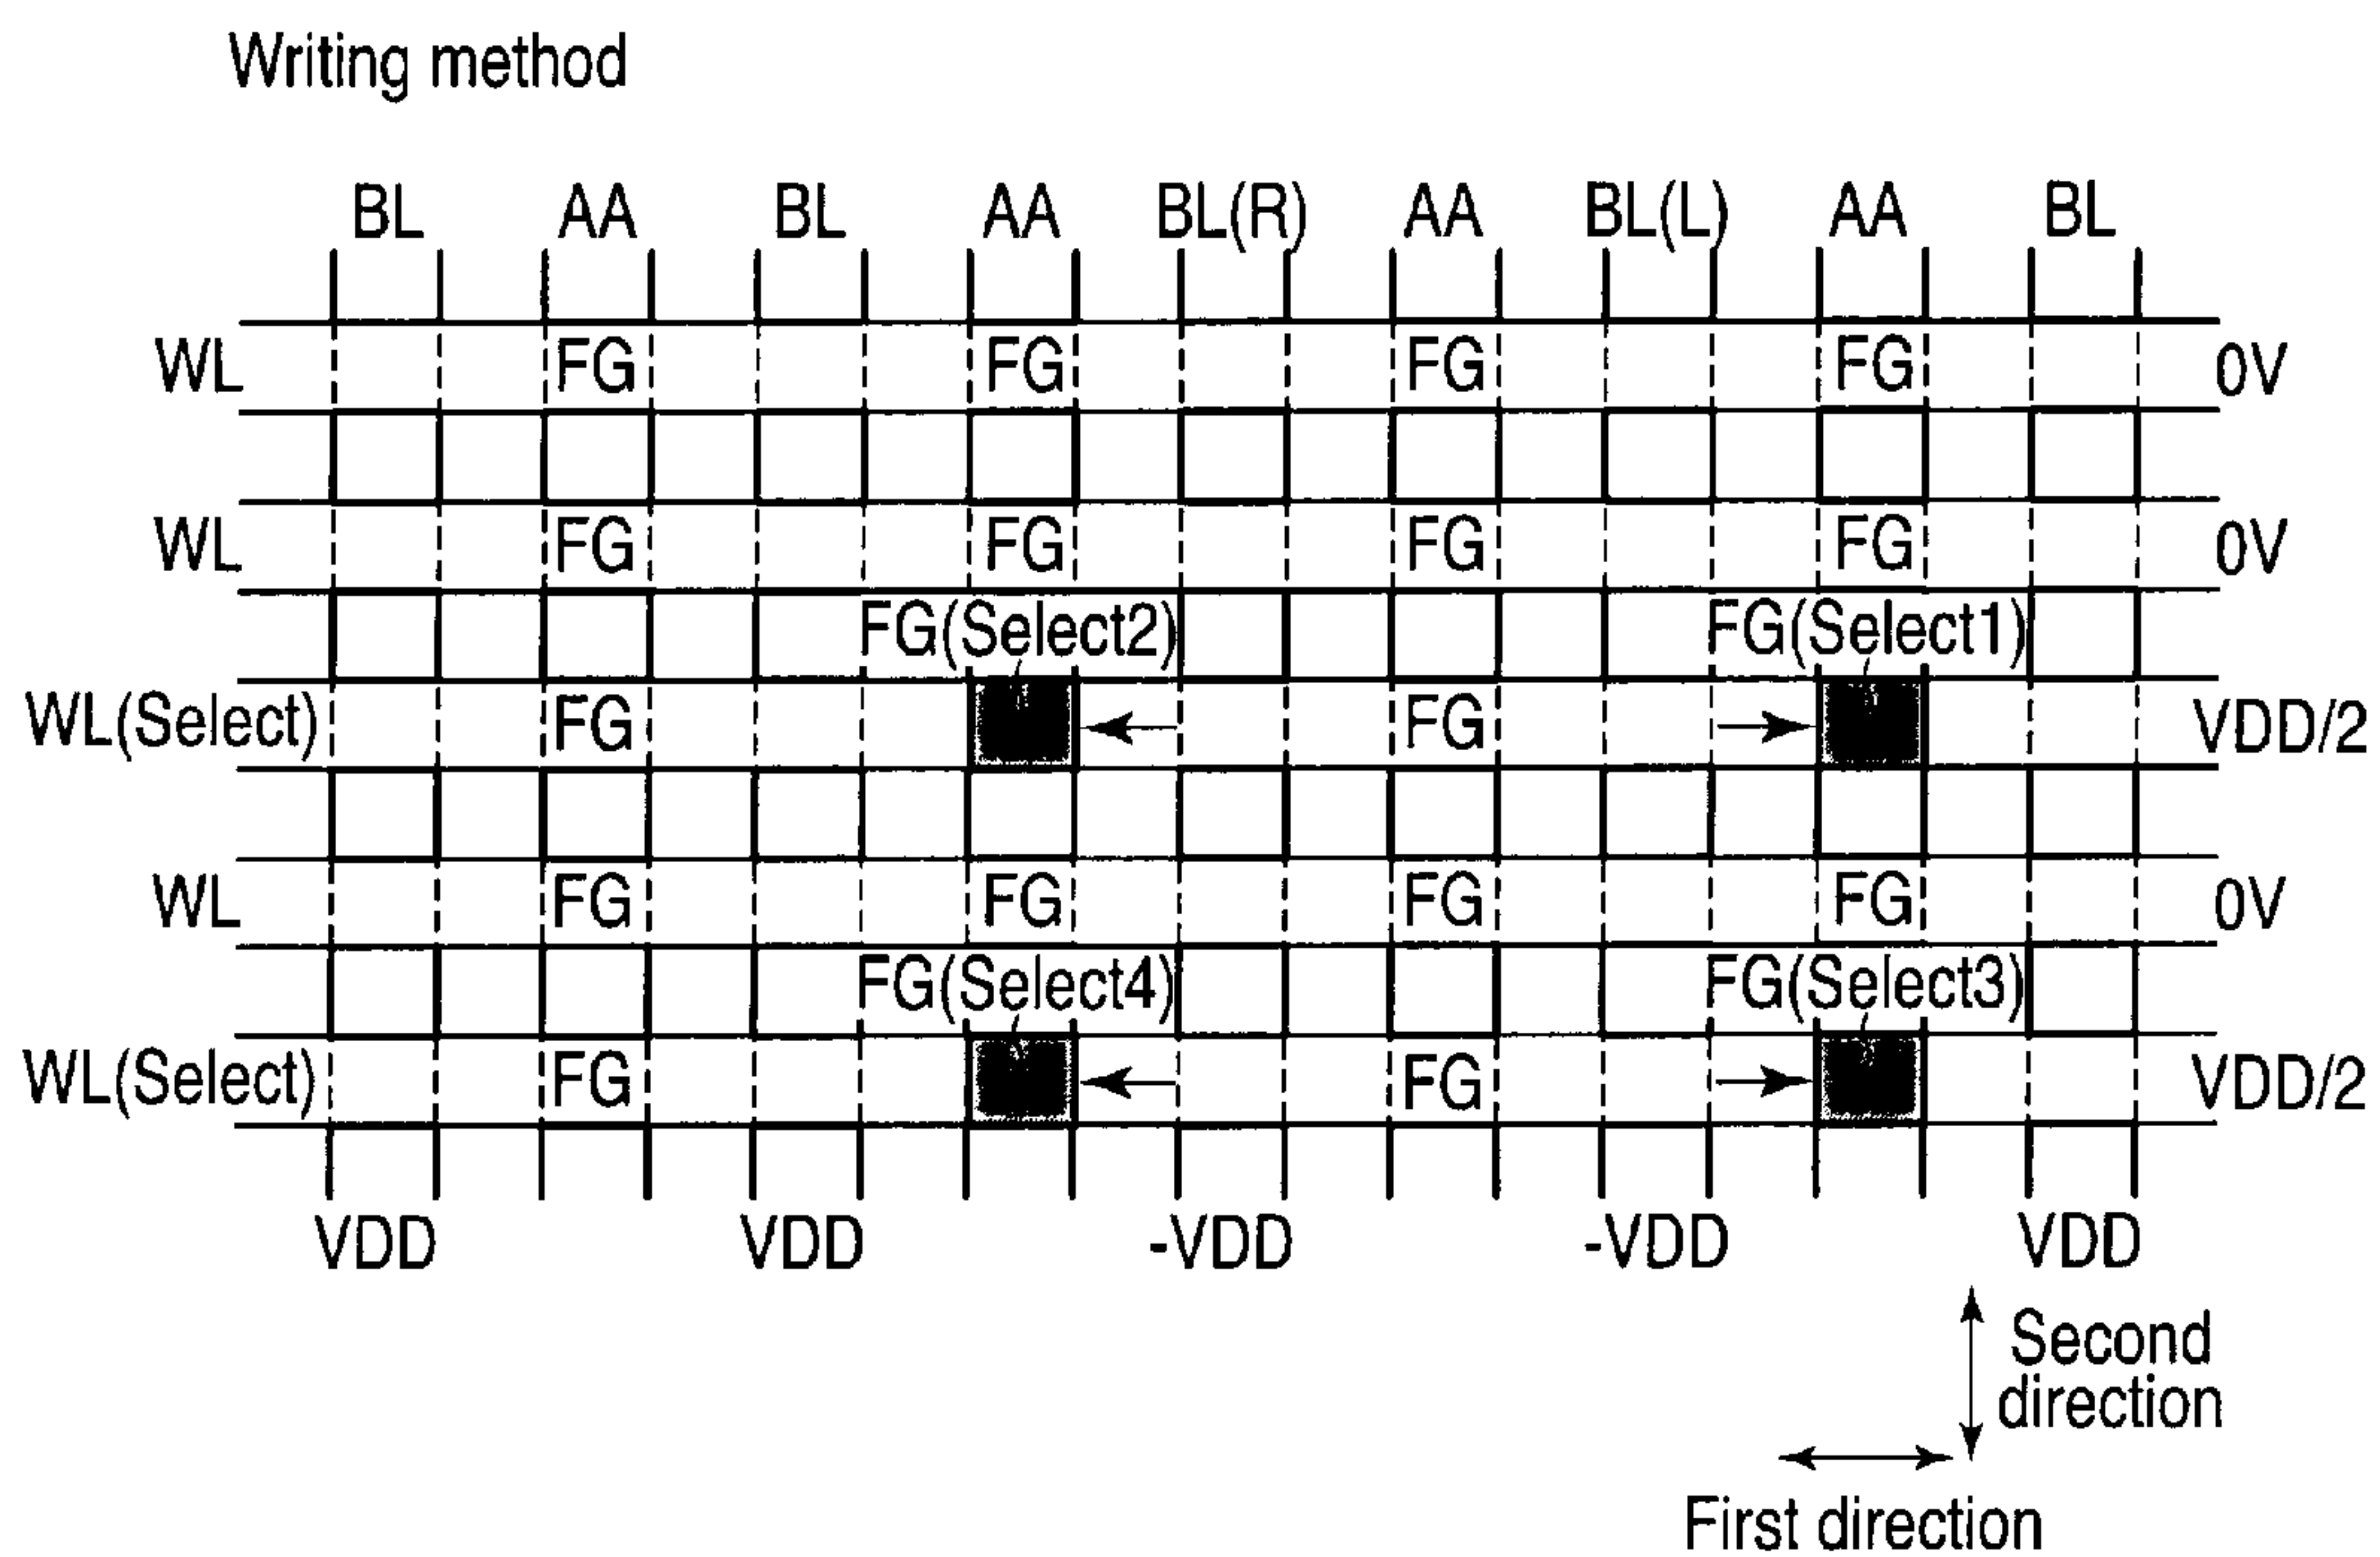 Writing method
BL AA BL AA BL(R) AA BL(L) AA BL
WL FG FG FG FG 0V
WL FG FG FG FG 0V
FG(Select2) FG(Select1)
WL(Select) FG FG VDD/2
WL FG FG FG FG 0V
FG(Select4) FG(Select3)
WL(Select) FG FG VDD/2
VDD VDD -VDD -VDD VDD
Second
direction
First direction